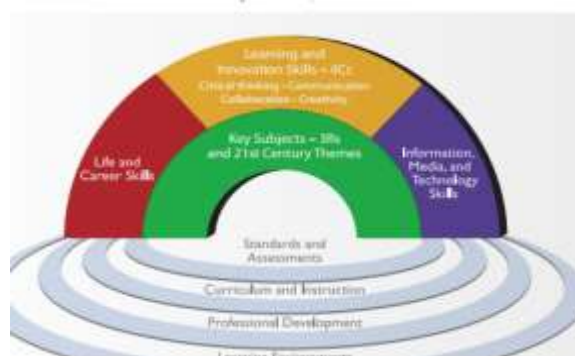 Learning and
Innovation Skills – 4Cs
Critical thinking • Communication
Collaboration • Creativity
Key Subjects – 3Rs
and 21st Century Themes
Life and
Career Skills
Information,
Media, and
Technology
Skills
Standards and
Assessments
Curriculum and Instruction
Professional Development